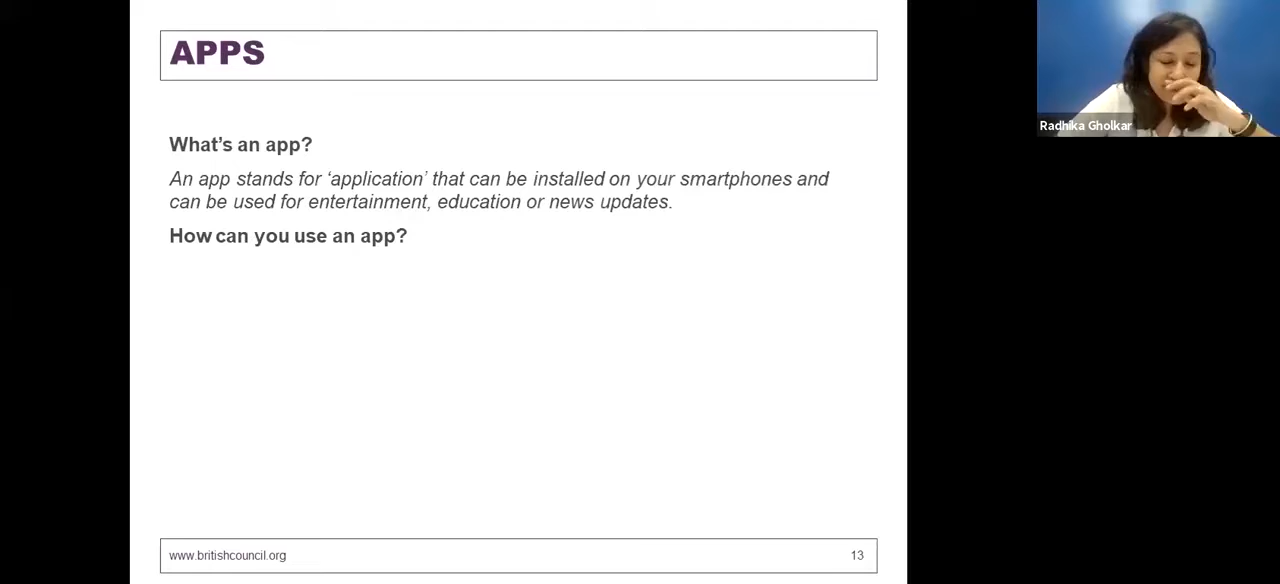 APPS
Radhika Gholkar
What's an app?
An app stands for ‘application’ that can be installed on your smartphones and
can be used for entertainment, education or news updates.
How can you use an app?
www.britishcouncil.org
13